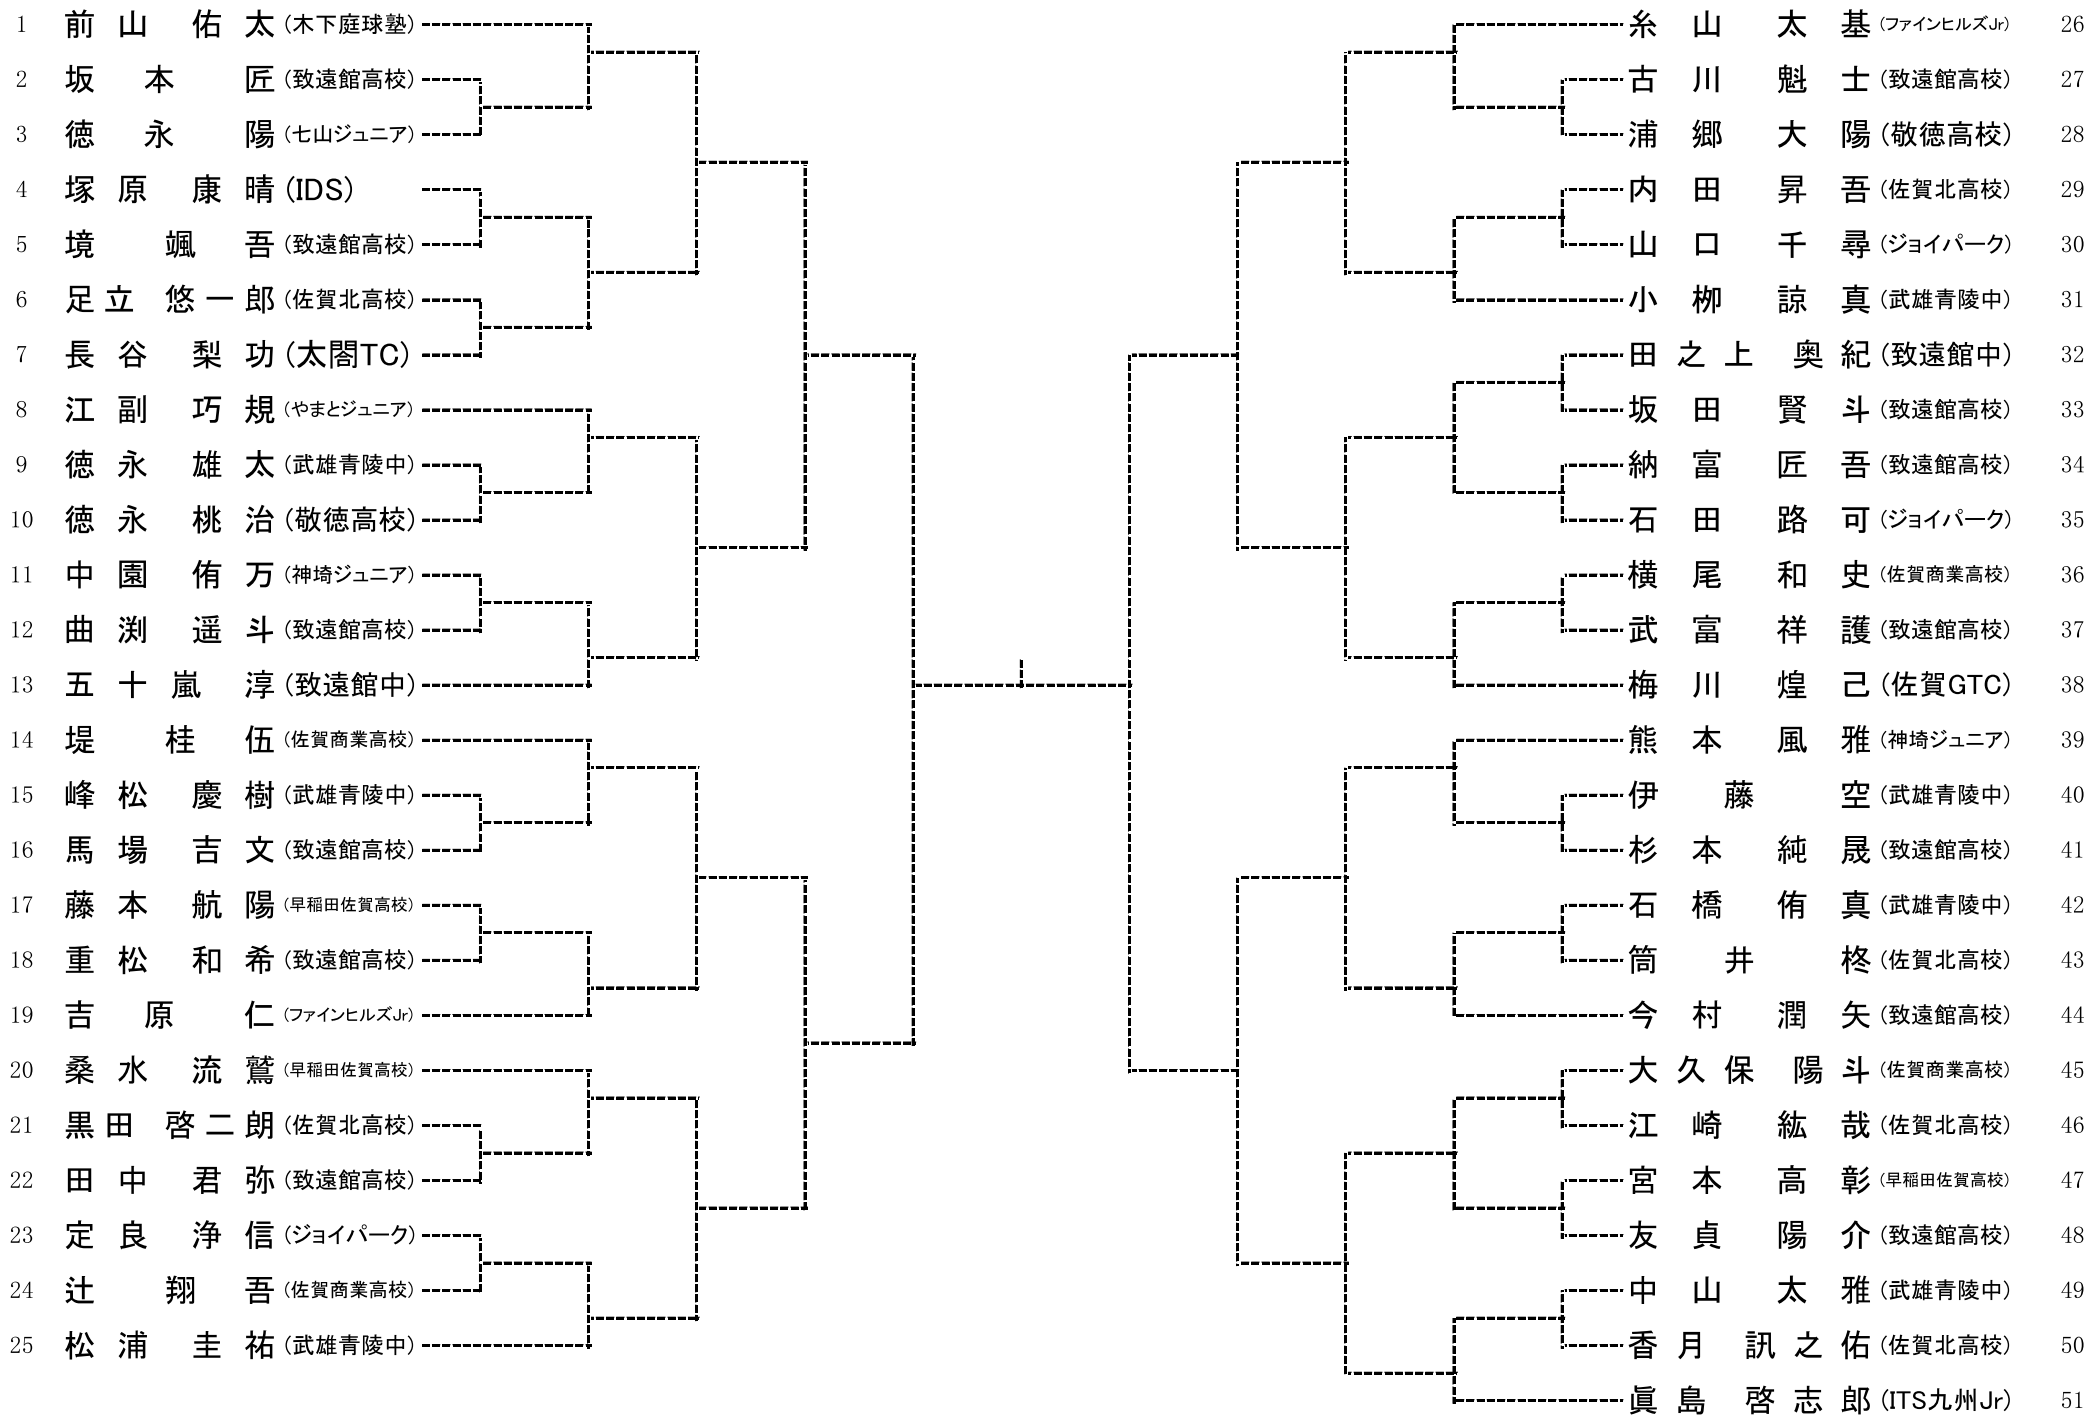 1 前山 佑太 (木下庭球塾)
2 坂本 匠 (致遠館高校)
3 徳永 陽 (七山ジュニア)
4 塚原 康晴 (IDS)
5 境 颯吾 (致遠館高校)
6 足立 悠一郎 (佐賀北高校)
7 長谷 梨功 (太閤TC)
8 江副 巧規 (やまとジュニア)
9 徳永 雄太 (武雄青陵中)
10 徳永 桃治 (敬徳高校)
11 中園 侑万 (神埼ジュニア)
12 曲渕 遥斗 (致遠館高校)
13 五十嵐 淳 (致遠館中)
14 堤 桂伍 (佐賀商業高校)
15 峰松 慶樹 (武雄青陵中)
16 馬場 吉文 (致遠館高校)
17 藤本 航陽 (早稲田佐賀高校)
18 重松 和希 (致遠館高校)
19 吉原 仁 (ファインヒルズJr)
20 桑水 流鷲 (早稲田佐賀高校)
21 黒田 啓二朗 (佐賀北高校)
22 田中 君弥 (致遠館高校)
23 定良 浄信 (ジョイパーク)
24 辻 翔吾 (佐賀商業高校)
25 松浦 圭祐 (武雄青陵中)
糸山 太基 (ファインヒルズJr) 26
古川 魁士 (致遠館高校) 27
浦郷 大陽 (敬徳高校) 28
内田 昇吾 (佐賀北高校) 29
山口 千尋 (ジョイパーク) 30
小栁 諒真 (武雄青陵中) 31
田之上 奥紀 (致遠館中) 32
坂田 賢斗 (致遠館高校) 33
納富 匠吾 (致遠館高校) 34
石田 路可 (ジョイパーク) 35
横尾 和史 (佐賀商業高校) 36
武富 祥護 (致遠館高校) 37
梅川 煌己 (佐賀GTC) 38
熊本 風雅 (神埼ジュニア) 39
伊藤 空 (武雄青陵中) 40
杉本 純晟 (致遠館高校) 41
石橋 侑真 (武雄青陵中) 42
筒井 柊 (佐賀北高校) 43
今村 潤矢 (致遠館高校) 44
大久保 陽斗 (佐賀商業高校) 45
江崎 紘哉 (佐賀北高校) 46
宮本 高彰 (早稲田佐賀高校) 47
友貞 陽介 (致遠館高校) 48
中山 太雅 (武雄青陵中) 49
香月 訊之佑 (佐賀北高校) 50
眞島 啓志郎 (ITS九州Jr) 51